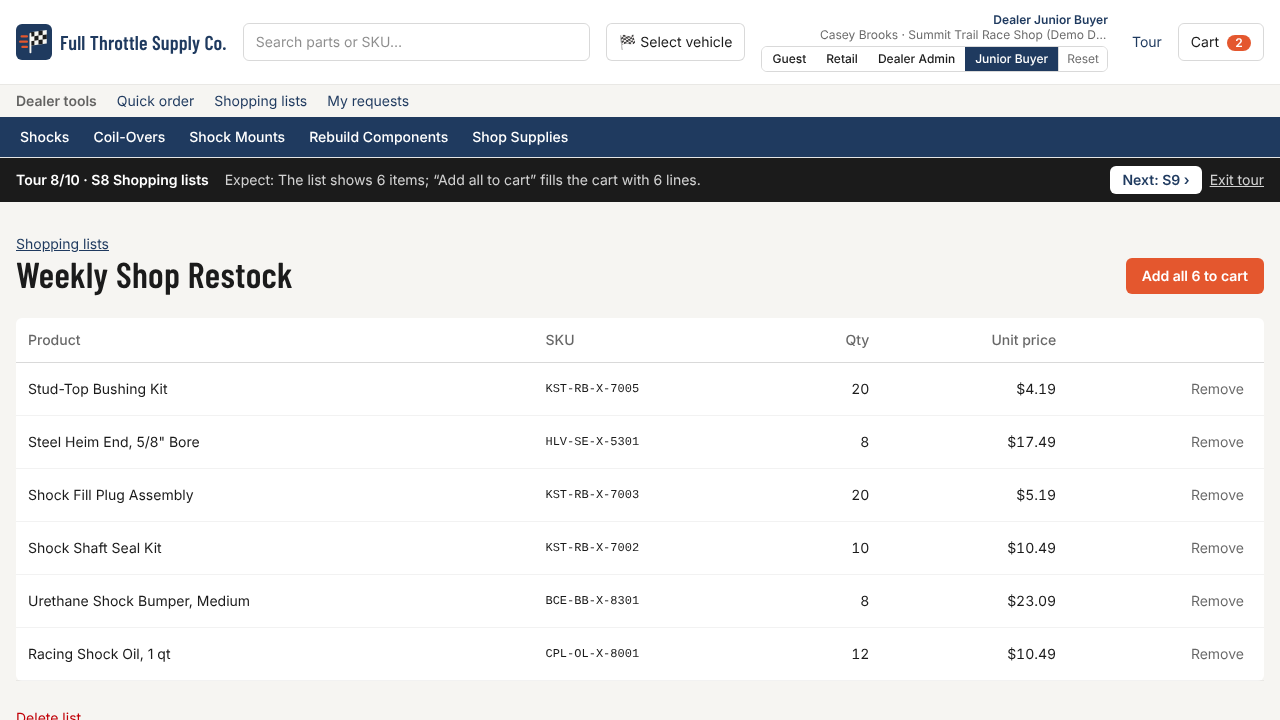 Full Throttle Supply Co.
Search parts or SKU...
Select vehicle
Dealer Junior Buyer
Casey Brooks · Summit Trail Race Shop (Demo D...
Guest Retail Dealer Admin Junior Buyer Reset
Tour
Cart 2
Dealer tools Quick order Shopping lists My requests
Shocks Coil-Overs Shock Mounts Rebuild Components Shop Supplies
Tour 8/10 · S8 Shopping lists Expect: The list shows 6 items; “Add all to cart” fills the cart with 6 lines. Next: S9 › Exit tour
Shopping lists
Weekly Shop Restock
Add all 6 to cart
Product SKU Qty Unit price
Stud-Top Bushing Kit KST-RB-X-7005 20 $4.19 Remove
Steel Heim End, 5/8" Bore HLV-SE-X-5301 8 $17.49 Remove
Shock Fill Plug Assembly KST-RB-X-7003 20 $5.19 Remove
Shock Shaft Seal Kit KST-RB-X-7002 10 $10.49 Remove
Urethane Shock Bumper, Medium BCE-BB-X-8301 8 $23.09 Remove
Racing Shock Oil, 1 qt CPL-OL-X-8001 12 $10.49 Remove
Delete list